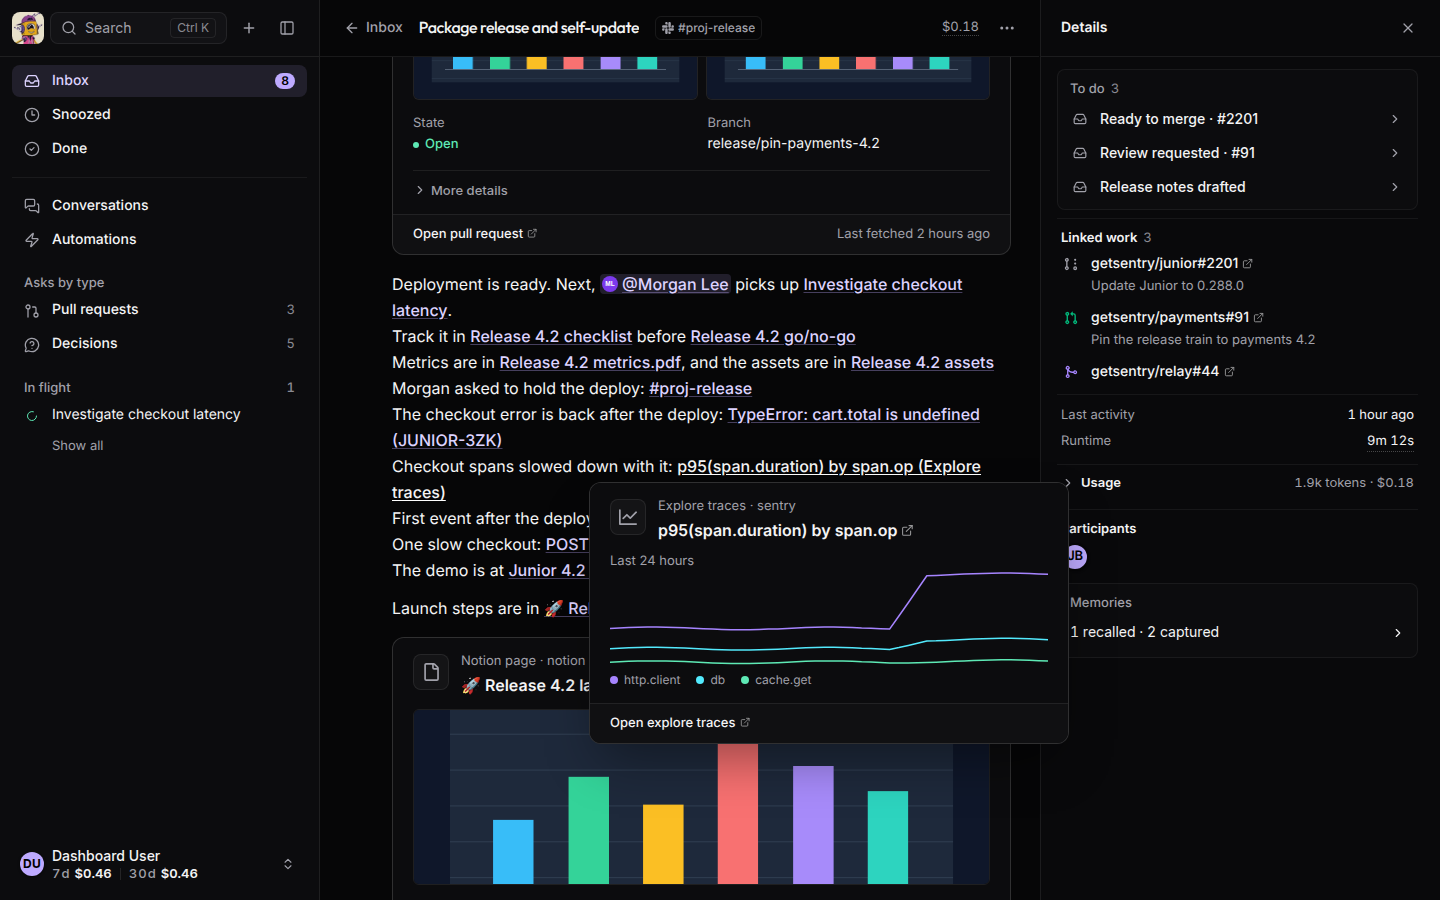 Search
Ctrl K
Inbox
8
Snoozed
Done
Conversations
Automations
Asks by type
Pull requests
3
Decisions
5
In flight
1
Investigate checkout latency
Show all
DU
Dashboard User
7d $0.46
30d $0.46
Inbox
Package release and self-update
#proj-release
$0.18
State
Open
Branch
release/pin-payments-4.2
More details
Open pull request
Last fetched 2 hours ago
Deployment is ready. Next, ML @Morgan Lee picks up Investigate checkout
latency.
Track it in Release 4.2 checklist before Release 4.2 go/no-go
Metrics are in Release 4.2 metrics.pdf, and the assets are in Release 4.2 assets
Morgan asked to hold the deploy: #proj-release
The checkout error is back after the deploy: TypeError: cart.total is undefined
(JUNIOR-3ZK)
Checkout spans slowed down with it: p95(span.duration) by span.op (Explore
traces)
First event after the deploy
One slow checkout: POST
The demo is at Junior 4.2
Launch steps are in 🚀 Rel
Notion page · notion
🚀 Release 4.2 la
Explore traces · sentry
p95(span.duration) by span.op
Last 24 hours
http.client
db
cache.get
Open explore traces
Details
To do 3
Ready to merge · #2201
Review requested · #91
Release notes drafted
Linked work 3
getsentry/junior#2201
Update Junior to 0.288.0
getsentry/payments#91
Pin the release train to payments 4.2
getsentry/relay#44
Last activity
1 hour ago
Runtime
9m 12s
Usage
1.9k tokens · $0.18
articipants
JB
Memories
1 recalled · 2 captured